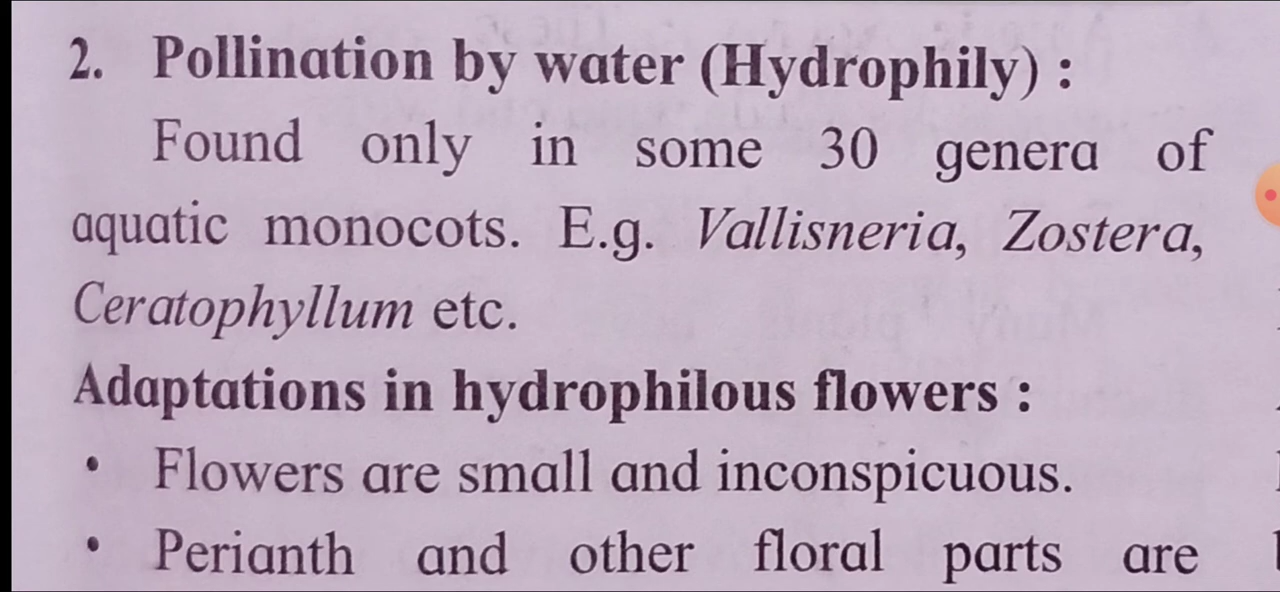 2. Pollination by water (Hydrophily) :
Found only in some 30 genera of
aquatic monocots. E.g. Vallisneria, Zostera,
Ceratophyllum etc.
Adaptations in hydrophilous flowers :
• Flowers are small and inconspicuous.
• Perianth and other floral parts are